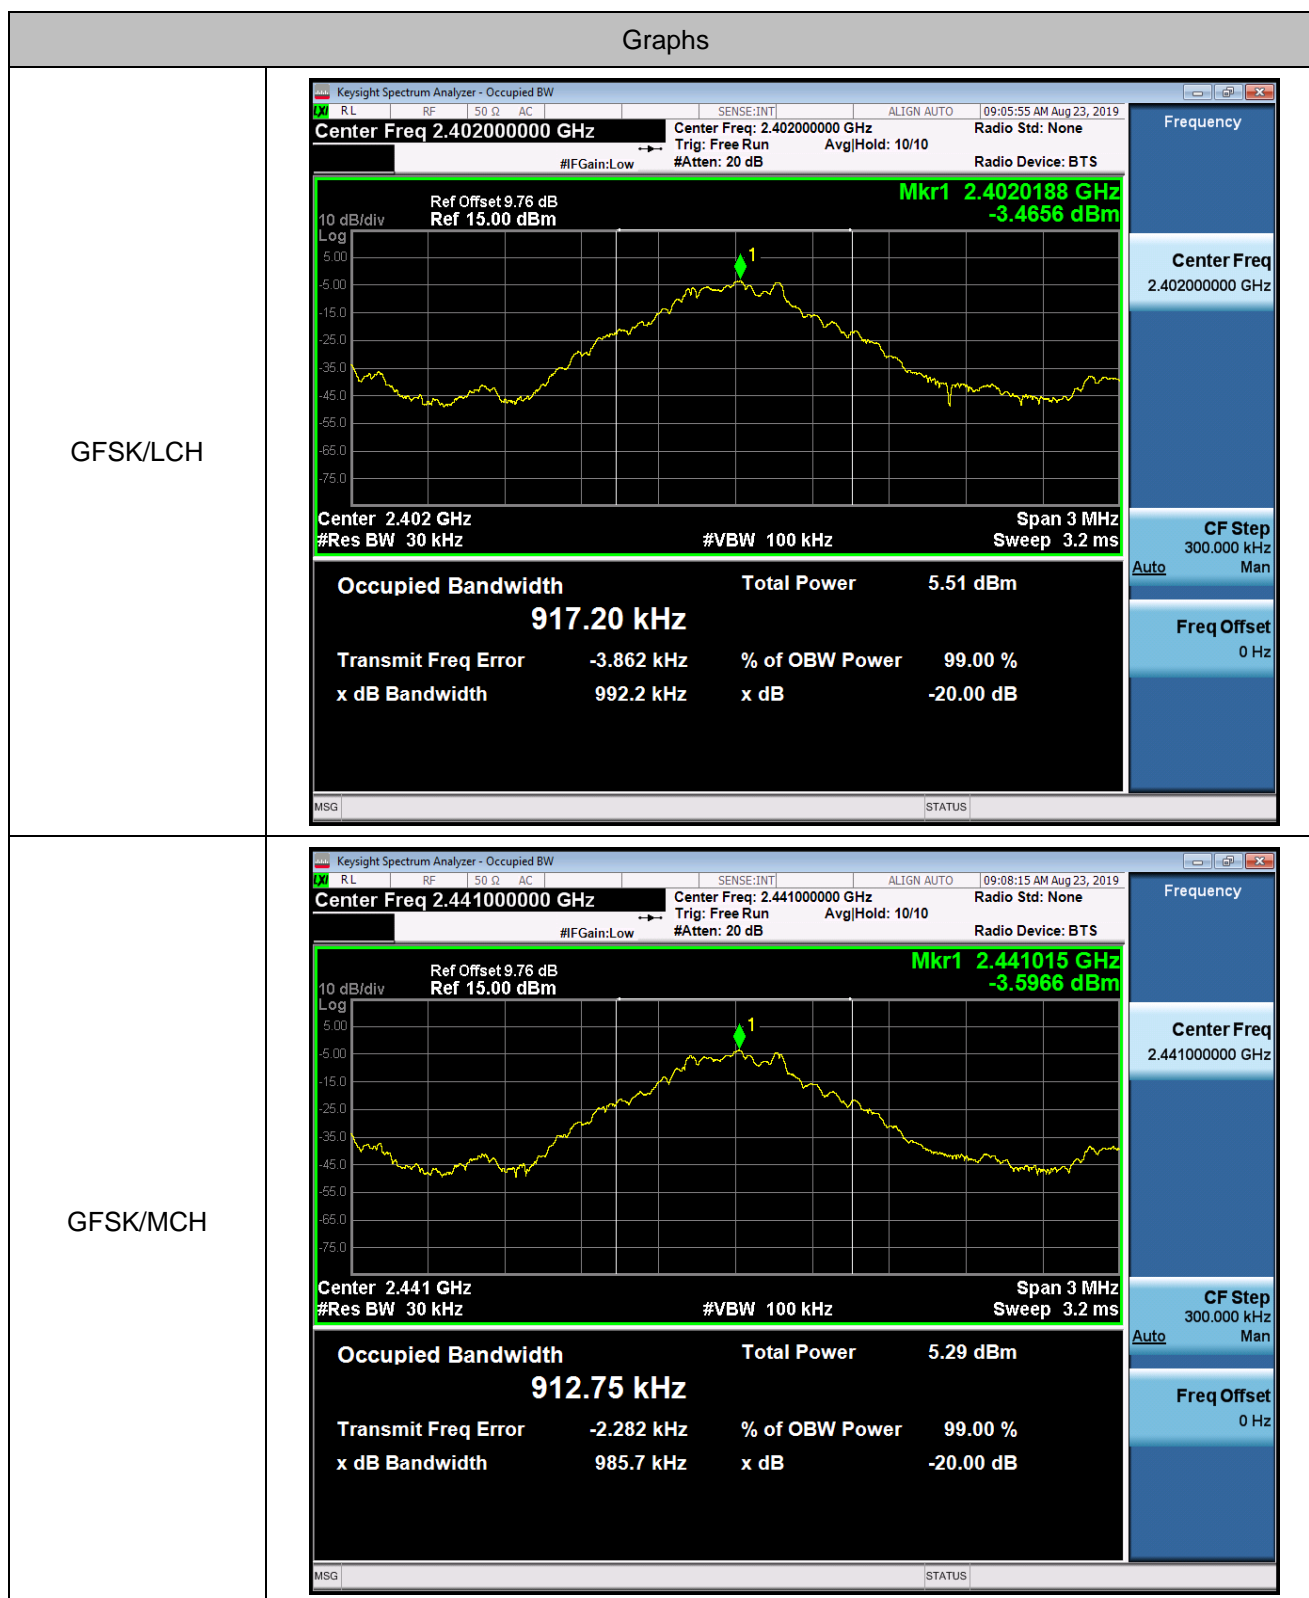 Graphs
GFSK/LCH
Keysight Spectrum Analyzer - Occupied BW
LXI RL RF 50 Ω AC SENSE:INT ALIGN AUTO 09:05:55 AM Aug 23, 2019
Center Freq 2.402000000 GHz Center Freq: 2.402000000 GHz Radio Std: None
Trig: Free Run Avg|Hold: 10/10
#IFGain:Low #Atten: 20 dB Radio Device: BTS
Frequency
Mkr1 2.4020188 GHz
-3.4656 dBm
Ref Offset 9.76 dB
10 dB/div Ref 15.00 dBm
Log
5.00
-5.00
-15.0
-25.0
-35.0
-45.0
-55.0
-65.0
-75.0
1
Center 2.402 GHz Span 3 MHz
#Res BW 30 kHz #VBW 100 kHz Sweep 3.2 ms
Center Freq
2.402000000 GHz
CF Step
300.000 kHz
Auto Man
Freq Offset
0 Hz
Occupied Bandwidth Total Power 5.51 dBm
917.20 kHz
Transmit Freq Error -3.862 kHz % of OBW Power 99.00 %
x dB Bandwidth 992.2 kHz x dB -20.00 dB
MSG STATUS
GFSK/MCH
Keysight Spectrum Analyzer - Occupied BW
LXI RL RF 50 Ω AC SENSE:INT ALIGN AUTO 09:08:15 AM Aug 23, 2019
Center Freq 2.441000000 GHz Center Freq: 2.441000000 GHz Radio Std: None
Trig: Free Run Avg|Hold: 10/10
#IFGain:Low #Atten: 20 dB Radio Device: BTS
Frequency
Mkr1 2.441015 GHz
-3.5966 dBm
Ref Offset 9.76 dB
10 dB/div Ref 15.00 dBm
Log
5.00
-5.00
-15.0
-25.0
-35.0
-45.0
-55.0
-65.0
-75.0
1
Center 2.441 GHz Span 3 MHz
#Res BW 30 kHz #VBW 100 kHz Sweep 3.2 ms
Center Freq
2.441000000 GHz
CF Step
300.000 kHz
Auto Man
Freq Offset
0 Hz
Occupied Bandwidth Total Power 5.29 dBm
912.75 kHz
Transmit Freq Error -2.282 kHz % of OBW Power 99.00 %
x dB Bandwidth 985.7 kHz x dB -20.00 dB
MSG STATUS